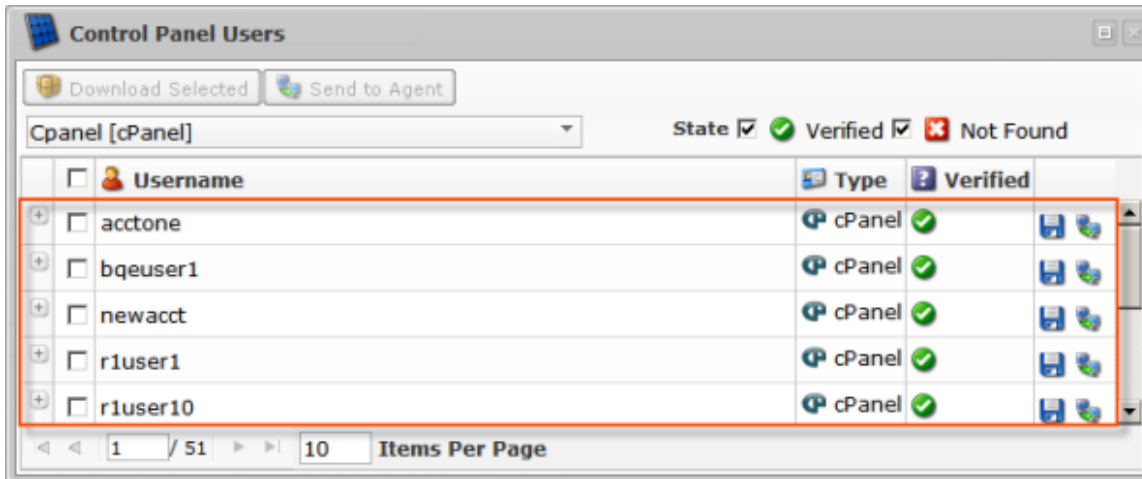 Control Panel Users
Download Selected Send to Agent
Cpanel [cPanel] State Verified Not Found
Username Type Verified
acctone cPanel
bqeuser1 cPanel
newacct cPanel
r1user1 cPanel
r1user10 cPanel
1 / 51 10 Items Per Page